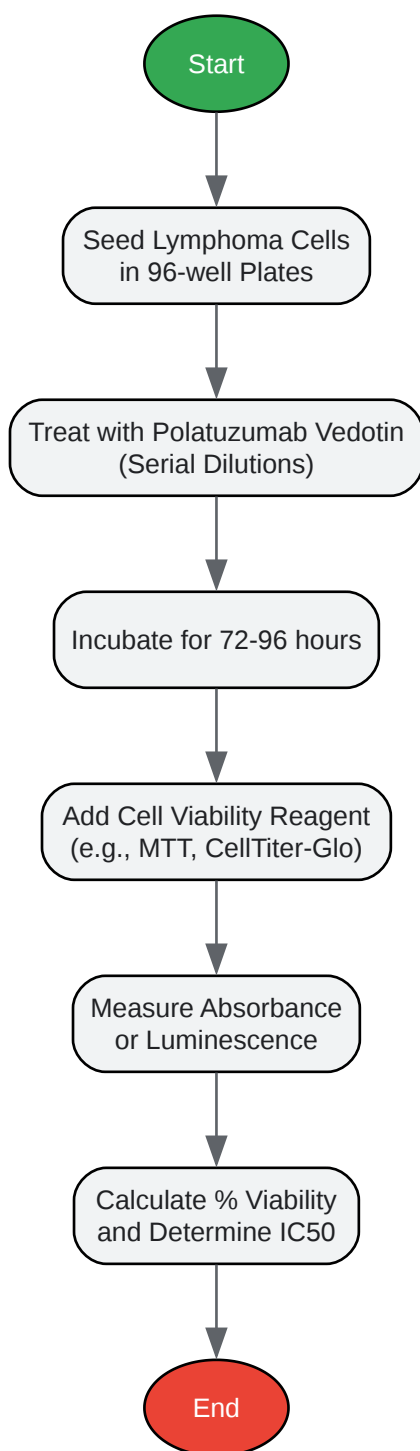 Start
Seed Lymphoma Cells
in 96-well Plates
Treat with Polatuzumab Vedotin
(Serial Dilutions)
Incubate for 72-96 hours
Add Cell Viability Reagent
(e.g., MTT, CellTiter-Glo)
Measure Absorbance
or Luminescence
Calculate % Viability
and Determine IC50
End